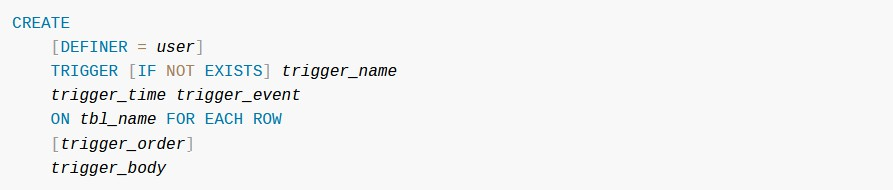 CREATE
[DEFINER = user]
TRIGGER [IF NOT EXISTS] trigger_name
trigger_time trigger_event
ON tbl_name FOR EACH ROW
[trigger_order]
trigger_body